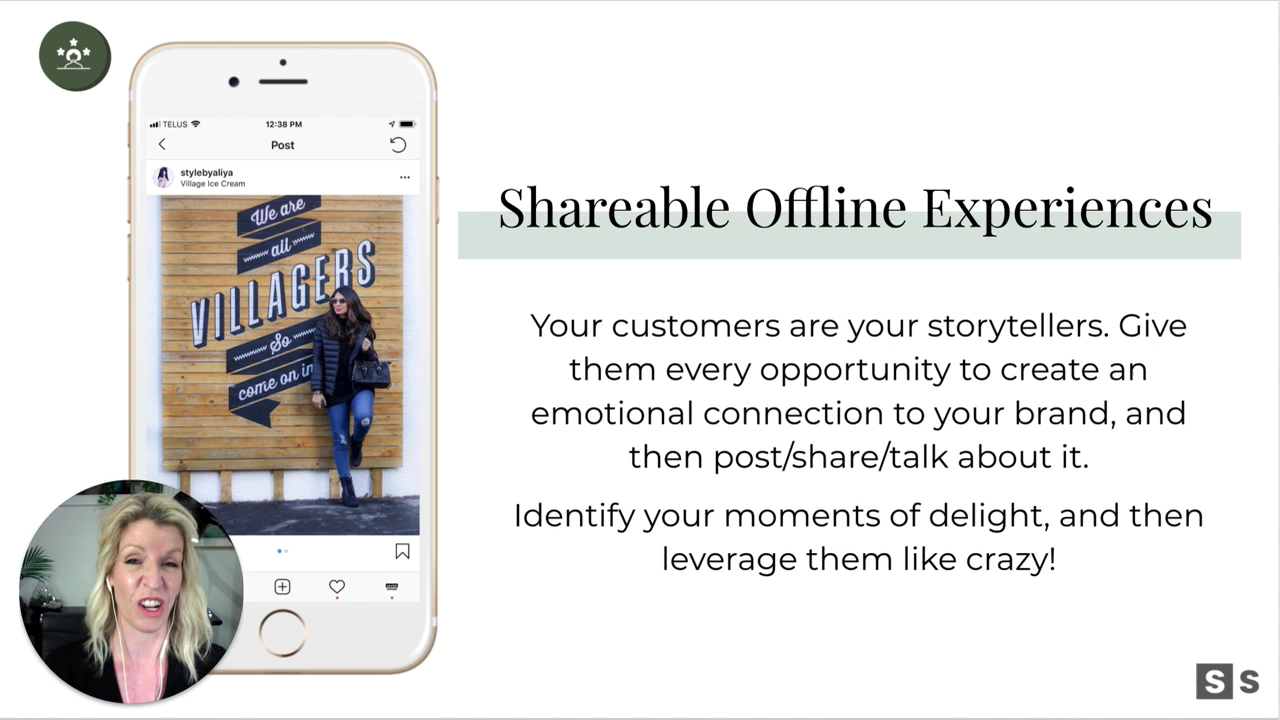 TELUS
12:38 PM
Post
stylebyaliya
Village Ice Cream
We are
all
VILLAGERS
So
come on in
Shareable Offline Experiences
Your customers are your storytellers. Give
them every opportunity to create an
emotional connection to your brand, and
then post/share/talk about it.
Identify your moments of delight, and then
leverage them like crazy!
S S